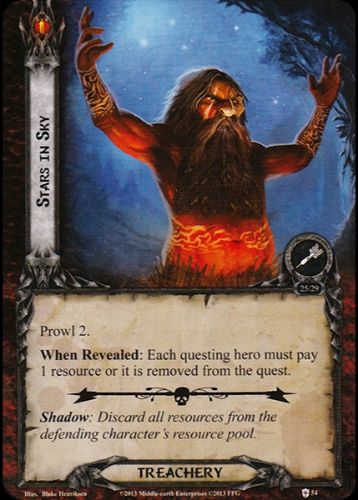 STARS IN SKY
25/29
Prowl 2.
When Revealed: Each questing hero must pay
1 resource or it is removed from the quest.
Shadow: Discard all resources from the
defending character's resource pool.
TREACHERY
Illus. Blake Henriksen ©2013 Middle-earth Enterprises ©2013 FFG 54